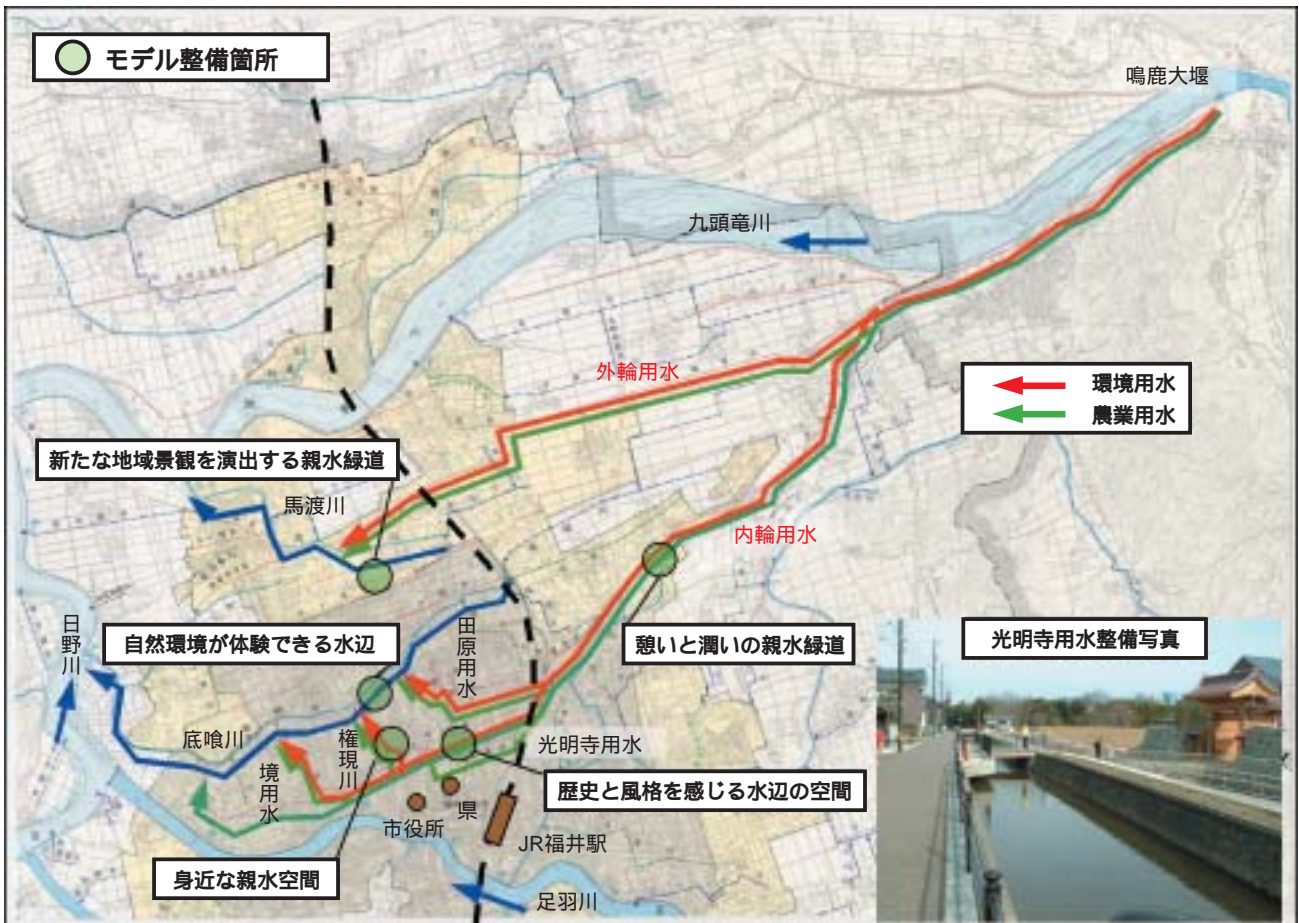 モデル整備箇所
鳴鹿大堰
九頭竜川
外輪用水
環境用水
農業用水
新たな地域景観を演出する親水緑道
馬渡川
内輪用水
日野川
自然環境が体験できる水辺
田原用水
憩いと潤いの親水緑道
光明寺用水整備写真
底喰川
権現川
境用水
光明寺用水
歴史と風格を感じる水辺の空間
県
市役所
JR福井駅
身近な親水空間
足羽川